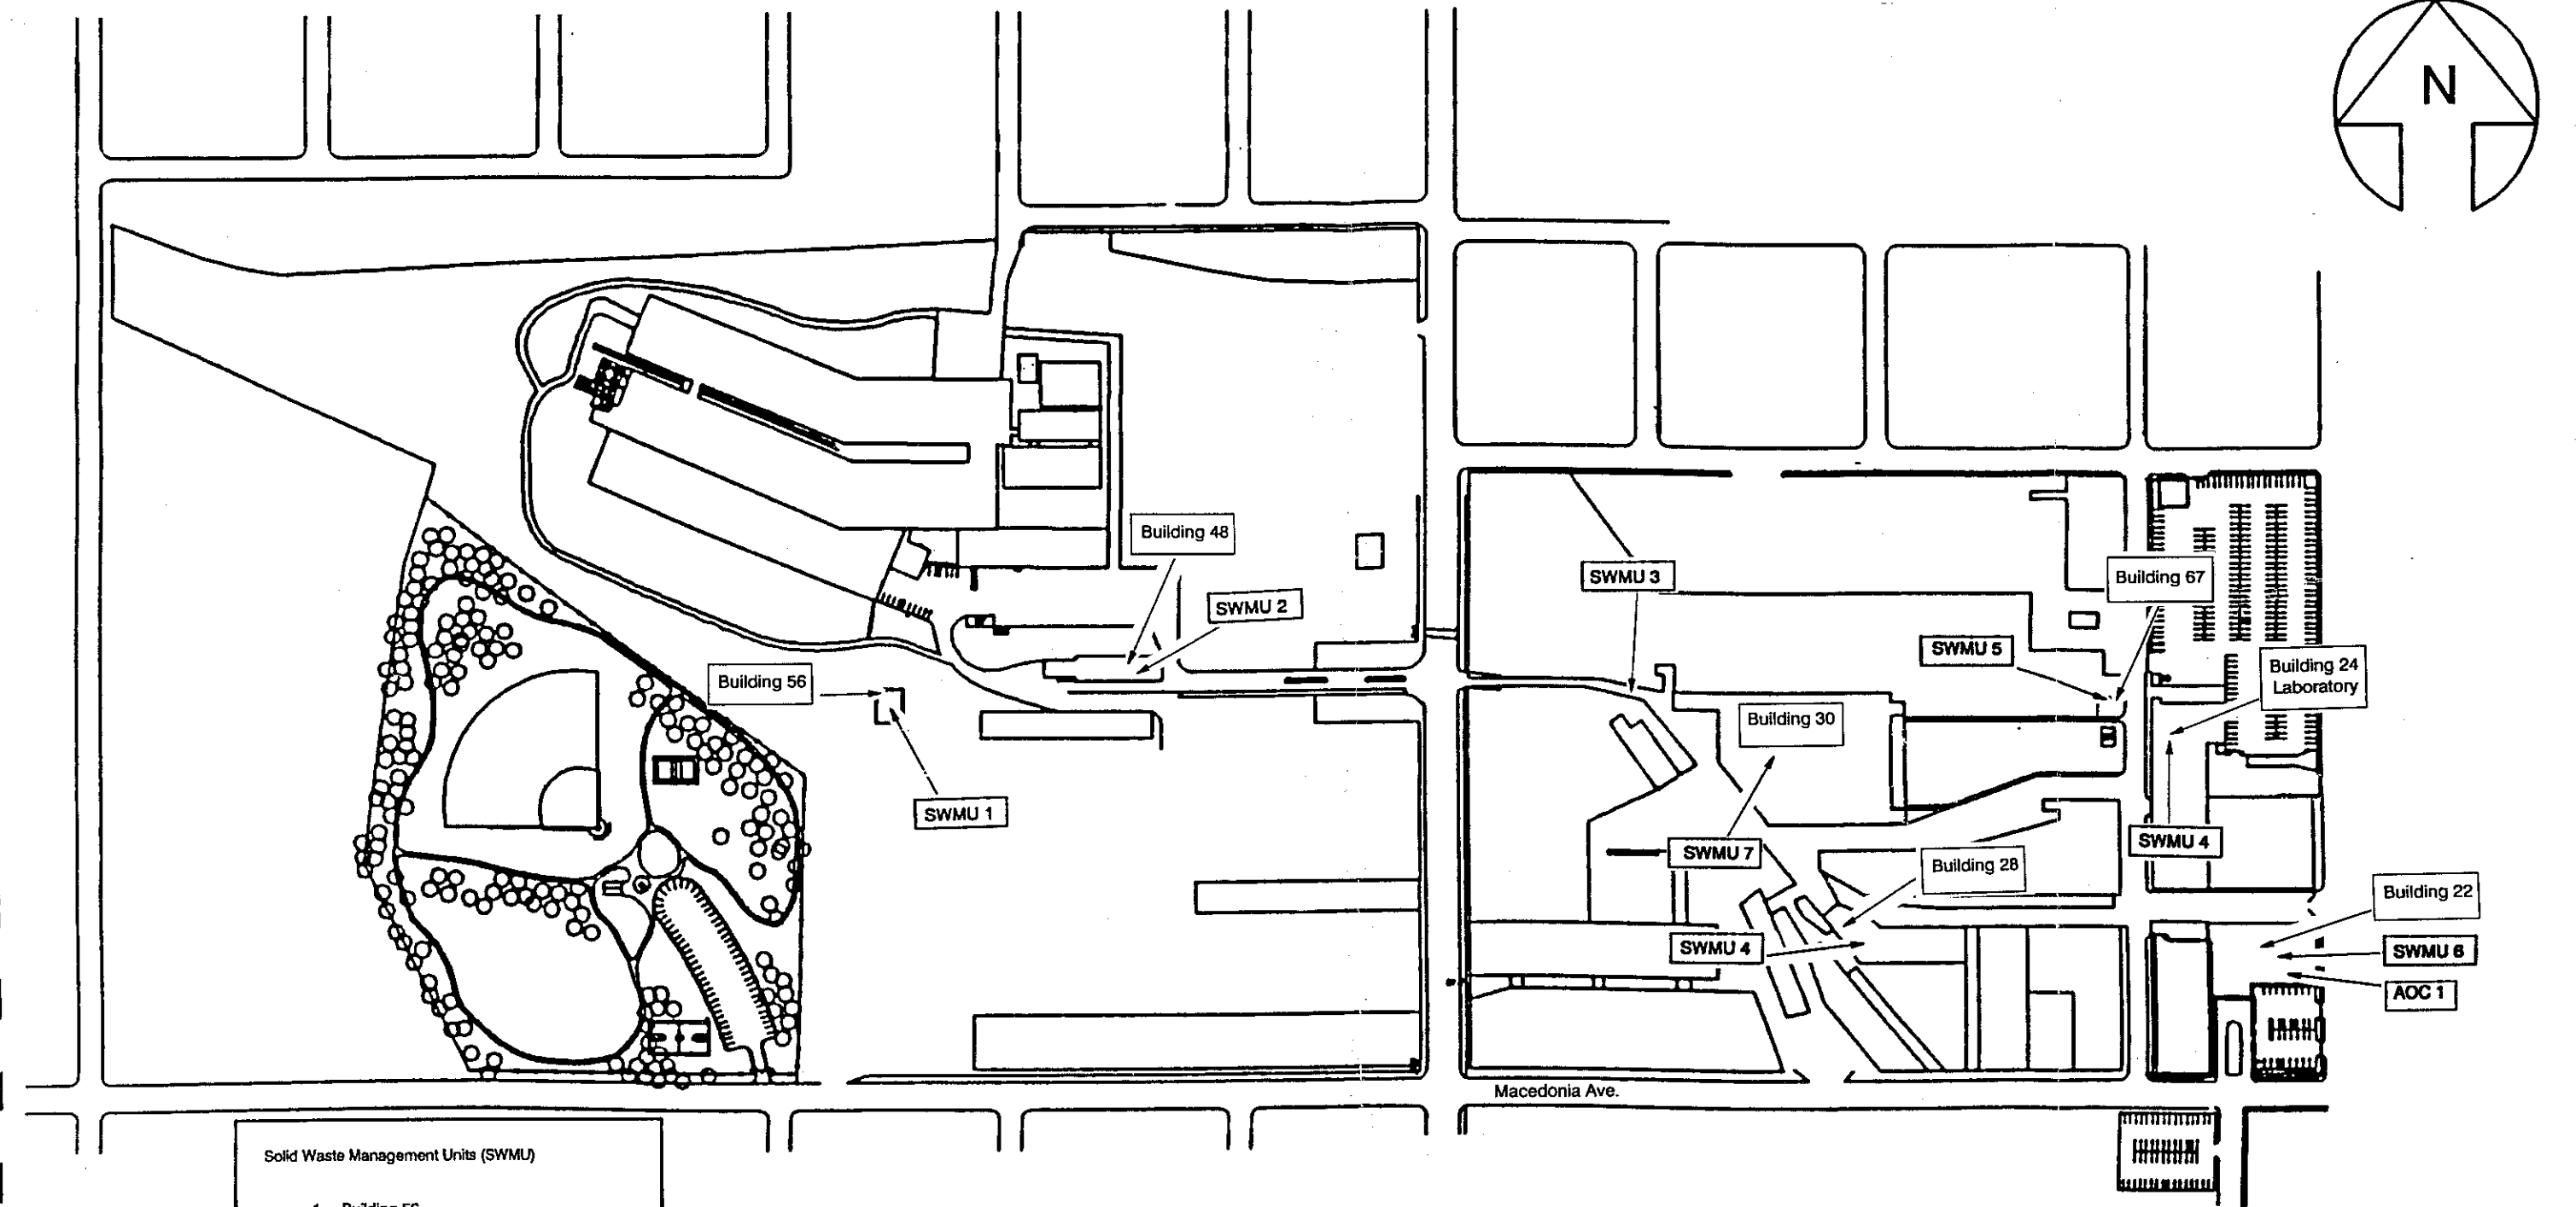 N
Building 48
SWMU 2
SWMU 3
Building 67
SWMU 5
Building 24
Laboratory
Building 56
Building 30
SWMU 1
SWMU 7
SWMU 4
Building 28
Building 22
SWMU 4
SWMU 6
AOC 1
Macedonia Ave.
Solid Waste Management Units (SWMU)